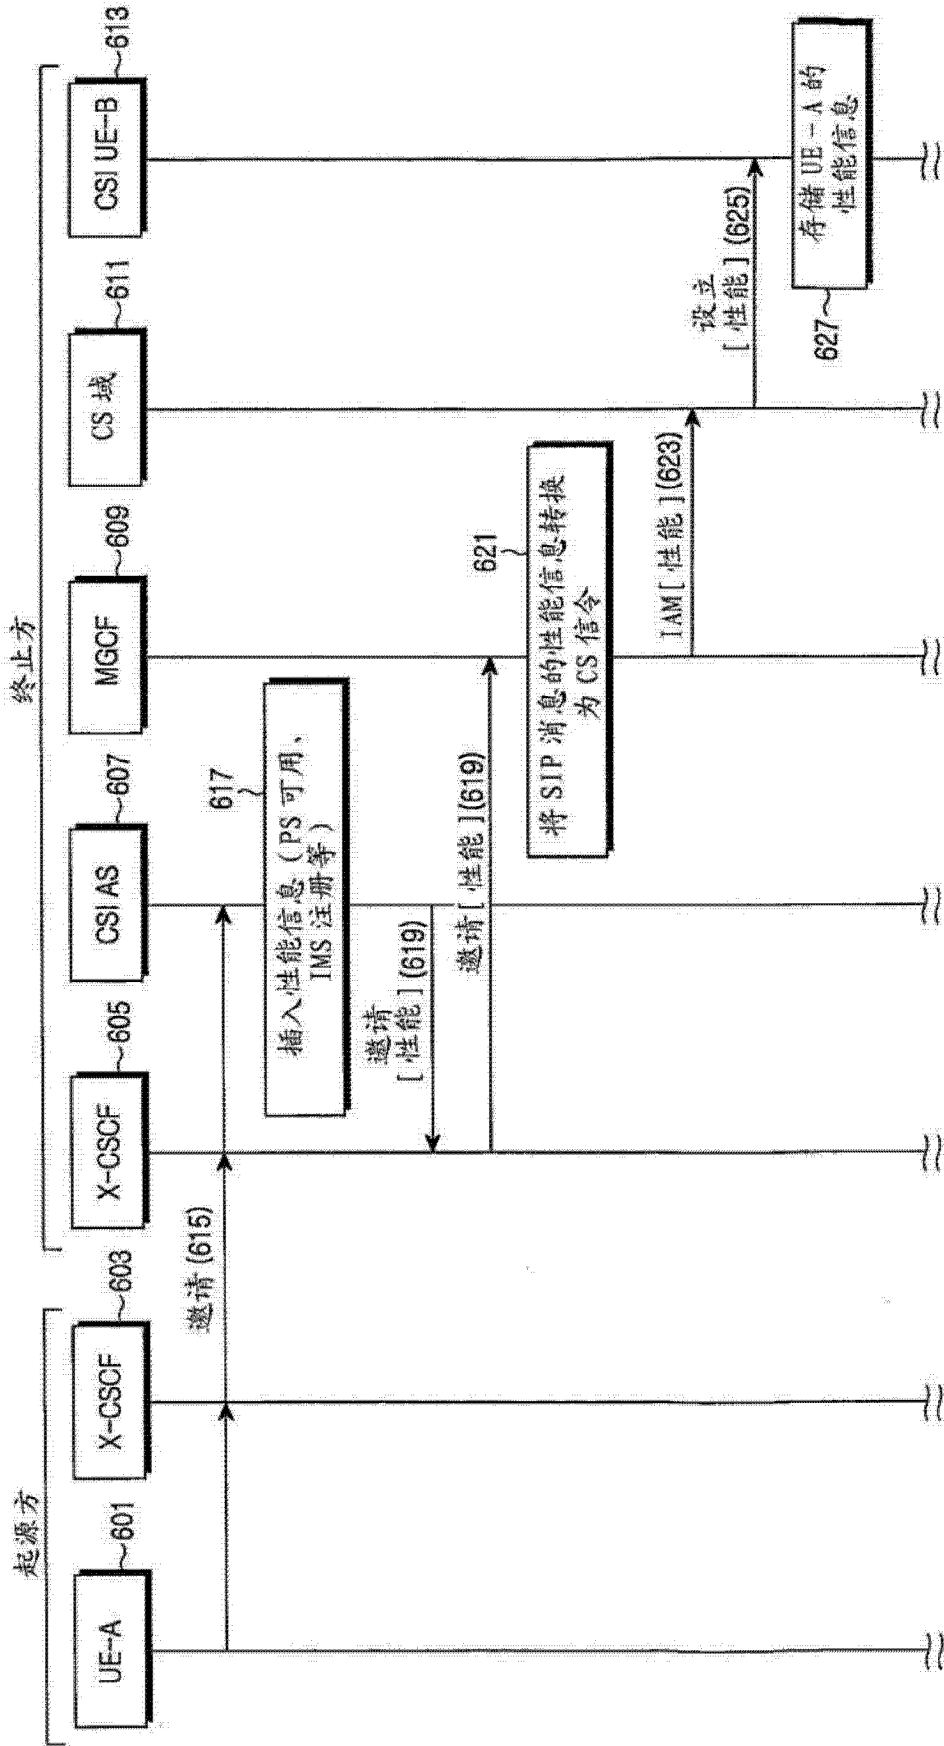 起源方
终止方
UE-A
601
X-CSCF
603
X-CSCF
605
CSI AS
607
MGCF
609
CS 域
611
CSI UE-B
613
邀请(615)
617
插入性能信息(PS 可用、
IMS 注册等)
邀请
[性能](619)
邀请[性能](619)
621
将 SIP 消息的性能信息转换
为 CS 信令
IAM[性能](623)
设立
[性能](625)
627
存储 UE-A 的
性能信息